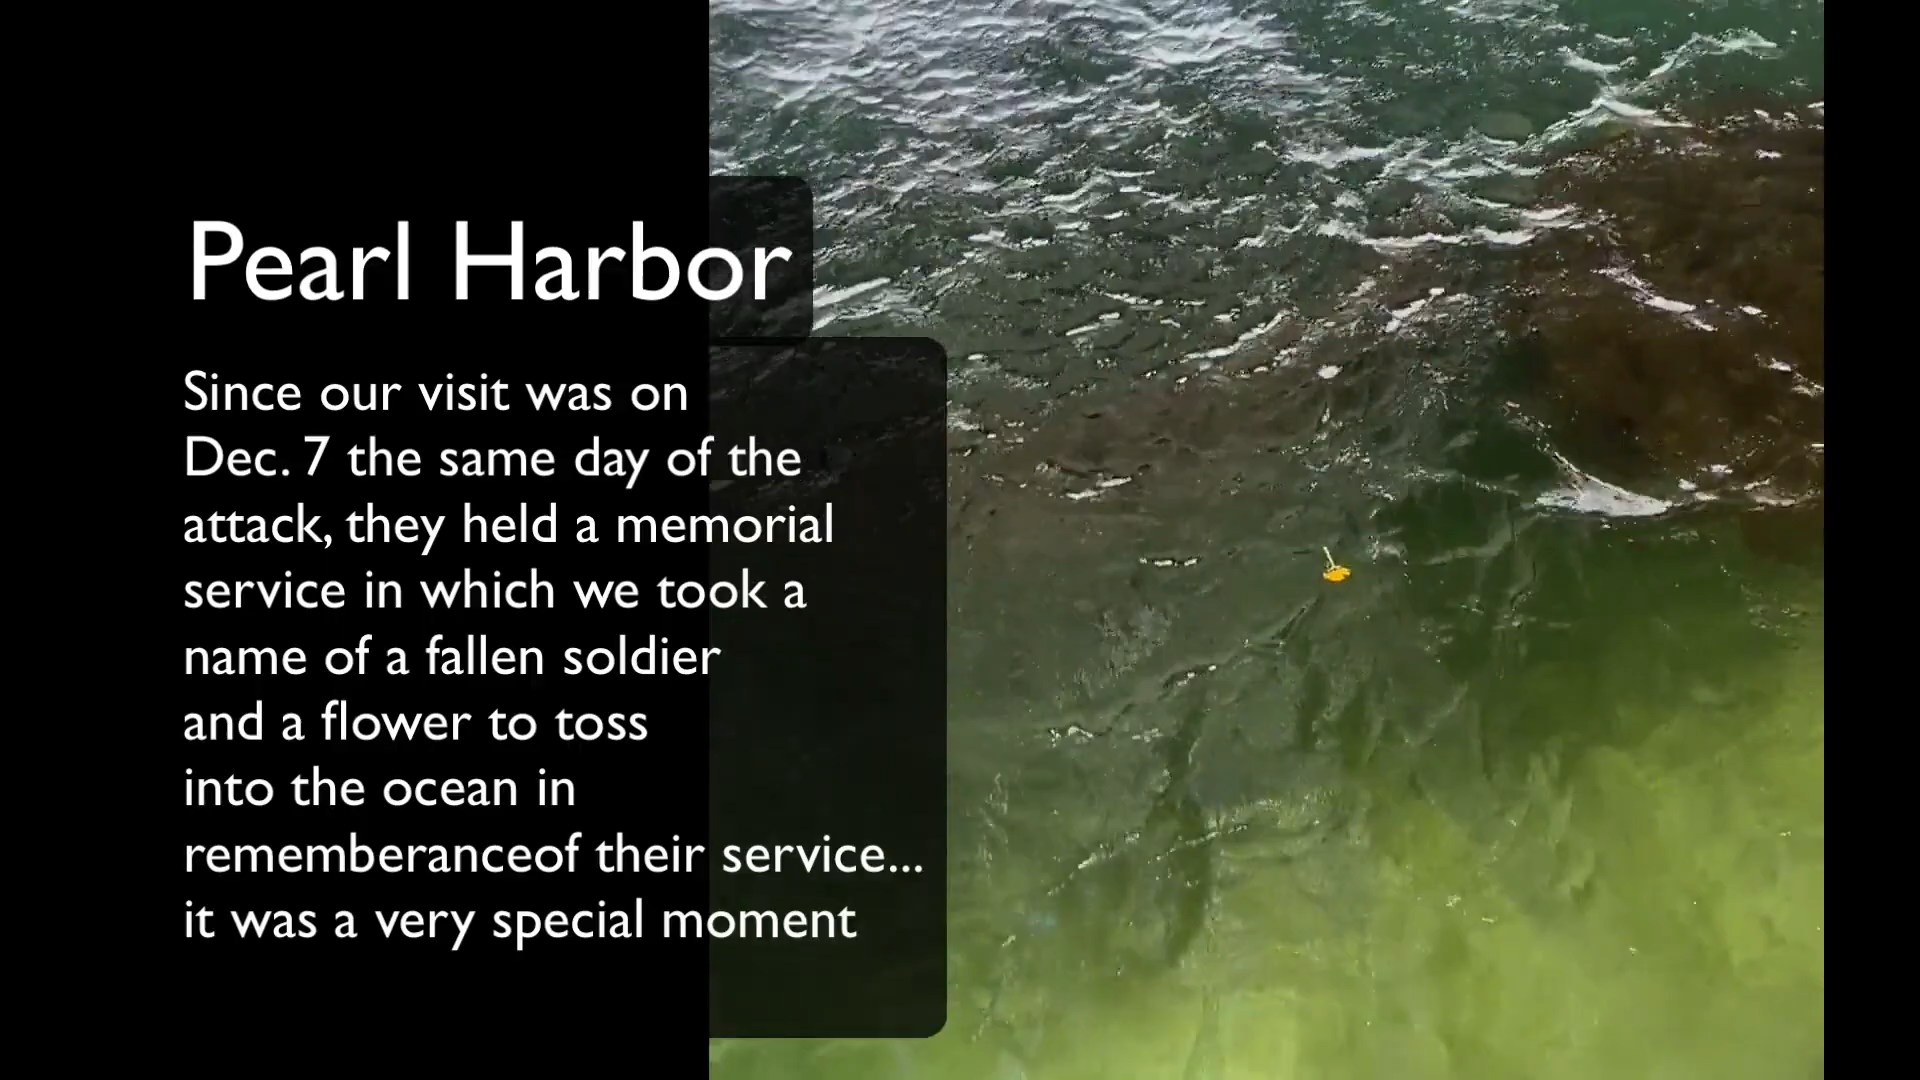 Pearl Harbor
Since our visit was on
Dec. 7 the same day of the
attack, they held a memorial
service in which we took a
name of a fallen soldier
and a flower to toss
into the ocean in
rememberanceof their service...
it was a very special moment